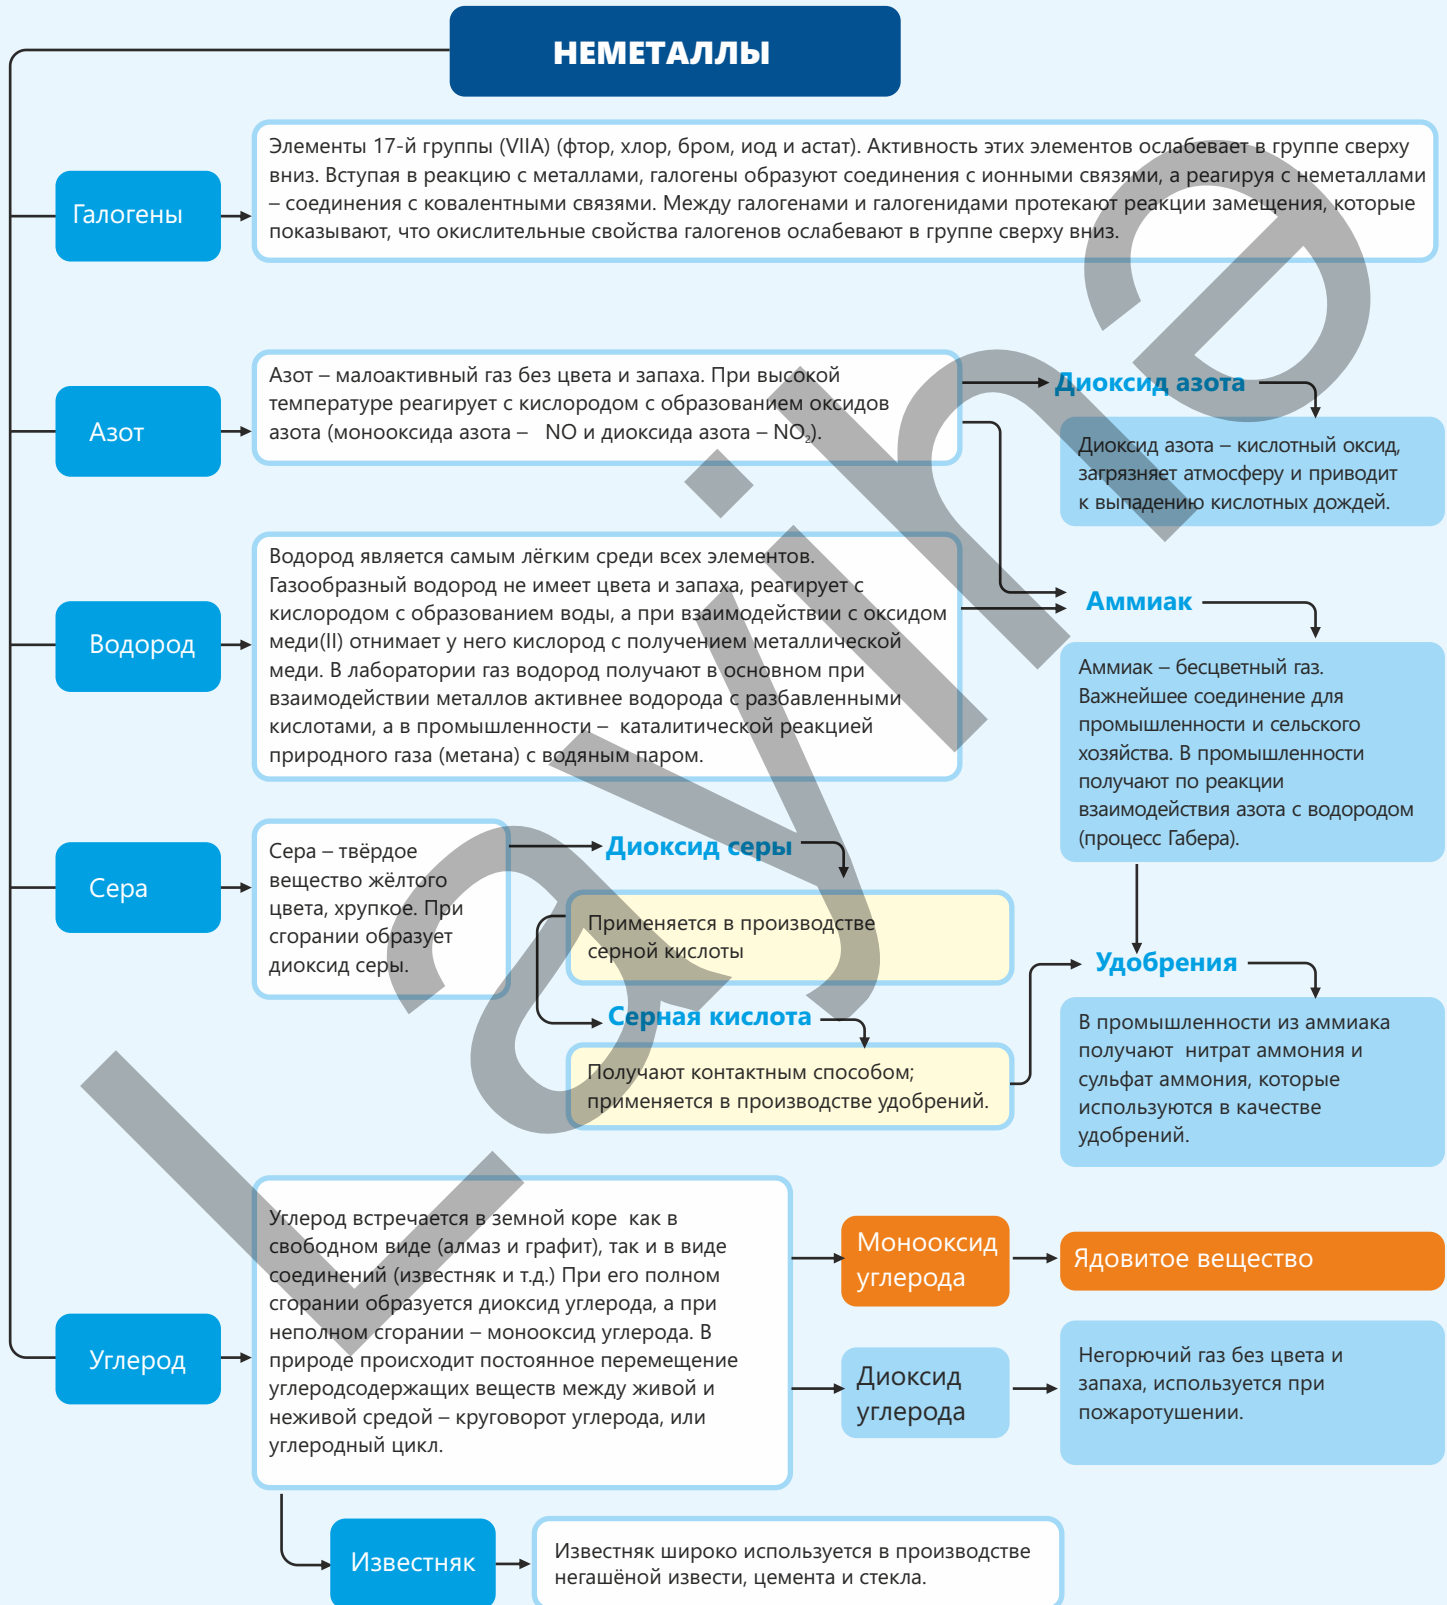 НЕМЕТАЛЛЫ
Галогены
Элементы 17-й группы (VIIA) (фтор, хлор, бром, иод и астат). Активность этих элементов ослабевает в группе сверху
вниз. Вступая в реакцию с металлами, галогены образуют соединения с ионными связями, а реагируя с неметаллами
– соединения с ковалентными связями. Между галогенами и галогенидами протекают реакции замещения, которые
показывают, что окислительные свойства галогенов ослабевают в группе сверху вниз.
Азот
Азот – малоактивный газ без цвета и запаха. При высокой
температуре реагирует с кислородом с образованием оксидов
азота (монооксида азота – NO и диоксида азота – NO₂).
Диоксид азота
Диоксид азота – кислотный оксид,
загрязняет атмосферу и приводит
к выпадению кислотных дождей.
Водород
Водород является самым лёгким среди всех элементов.
Газообразный водород не имеет цвета и запаха, реагирует с
кислородом с образованием воды, а при взаимодействии с оксидом
меди(II) отнимает у него кислород с получением металлической
меди. В лаборатории газ водород получают в основном при
взаимодействии металлов активнее водорода с разбавленными
кислотами, а в промышленности – каталитической реакцией
природного газа (метана) с водяным паром.
Аммиак
Аммиак – бесцветный газ.
Важнейшее соединение для
промышленности и сельского
хозяйства. В промышленности
получают по реакции
взаимодействия азота с водородом
(процесс Габера).
Сера
Сера – твёрдое
вещество жёлтого
цвета, хрупкое. При
сгорании образует
диоксид серы.
Диоксид серы
Применяется в производстве
серной кислоты
Серная кислота
Получают контактным способом;
применяется в производстве удобрений.
Удобрения
В промышленности из аммиака
получают нитрат аммония и
сульфат аммония, которые
используются в качестве
удобрений.
Углерод
Углерод встречается в земной коре как в
свободном виде (алмаз и графит), так и в виде
соединений (известняк и т.д.) При его полном
сгорании образуется диоксид углерода, а при
неполном сгорании – монооксид углерода. В
природе происходит постоянное перемещение
углеродсодержащих веществ между живой и
неживой средой – круговорот углерода, или
углеродный цикл.
Монооксид
углерода
Ядовитое вещество
Диоксид
углерода
Негорючий газ без цвета и
запаха, используется при
пожаротушении.
Известняк
Известняк широко используется в производстве
негашёной извести, цемента и стекла.
Layihe